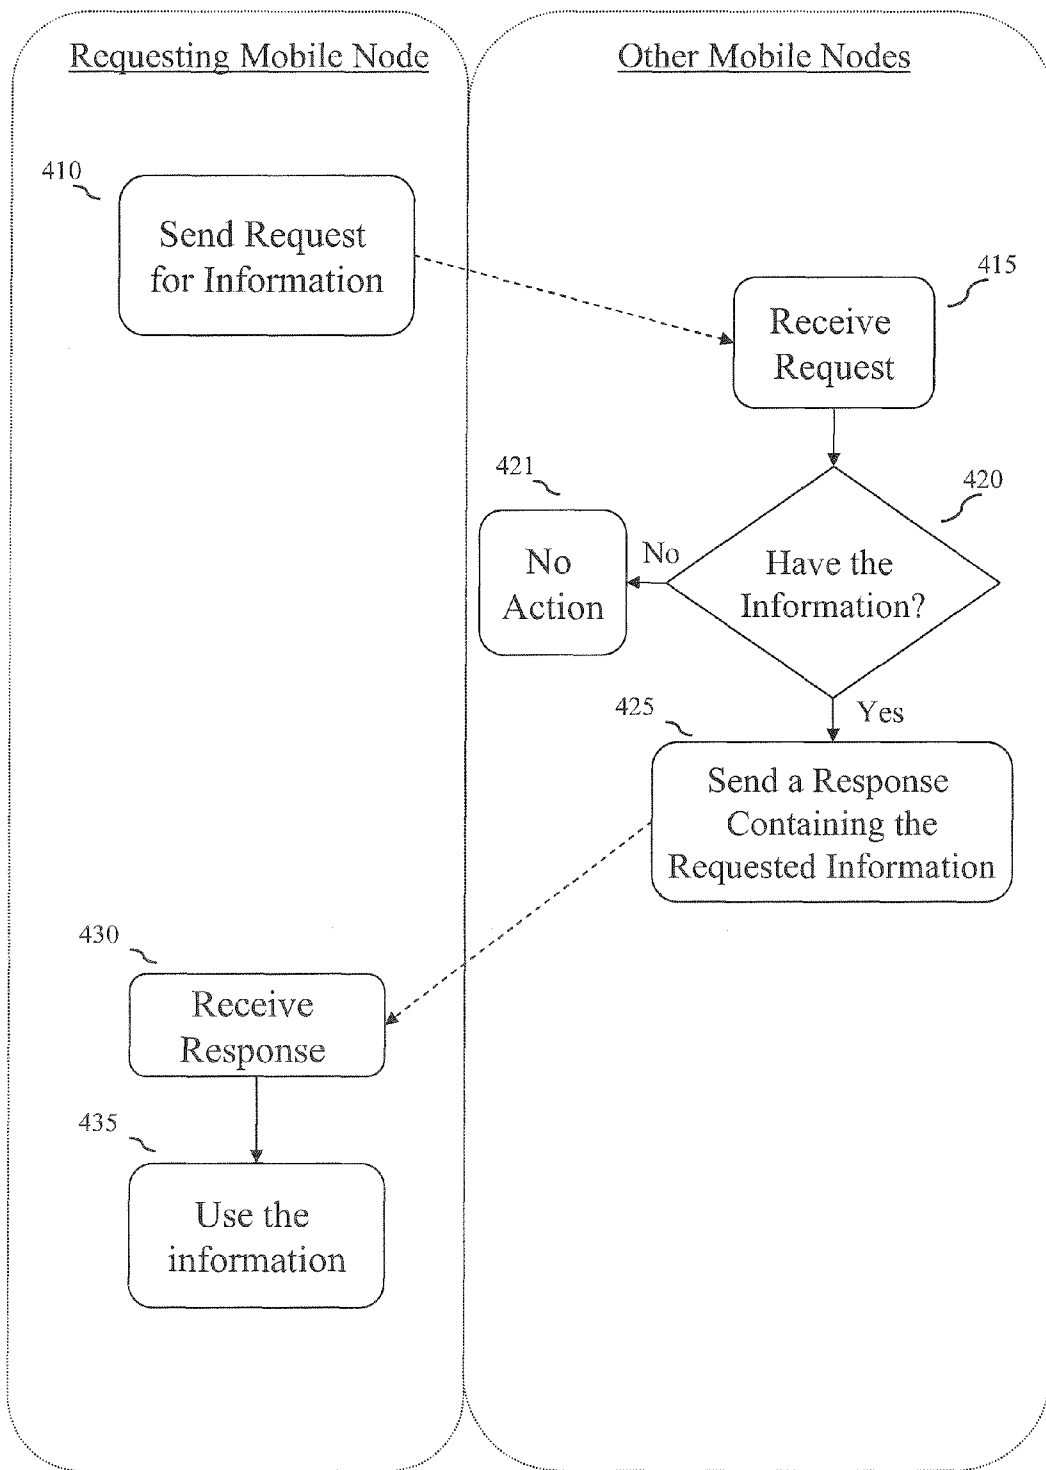 Requesting Mobile Node
Other Mobile Nodes
410
Send Request
for Information
415
Receive
Request
421
420
No
Action
No
Have the
Information?
425
Yes
Send a Response
Containing the
Requested Information
430
Receive
Response
435
Use the
information